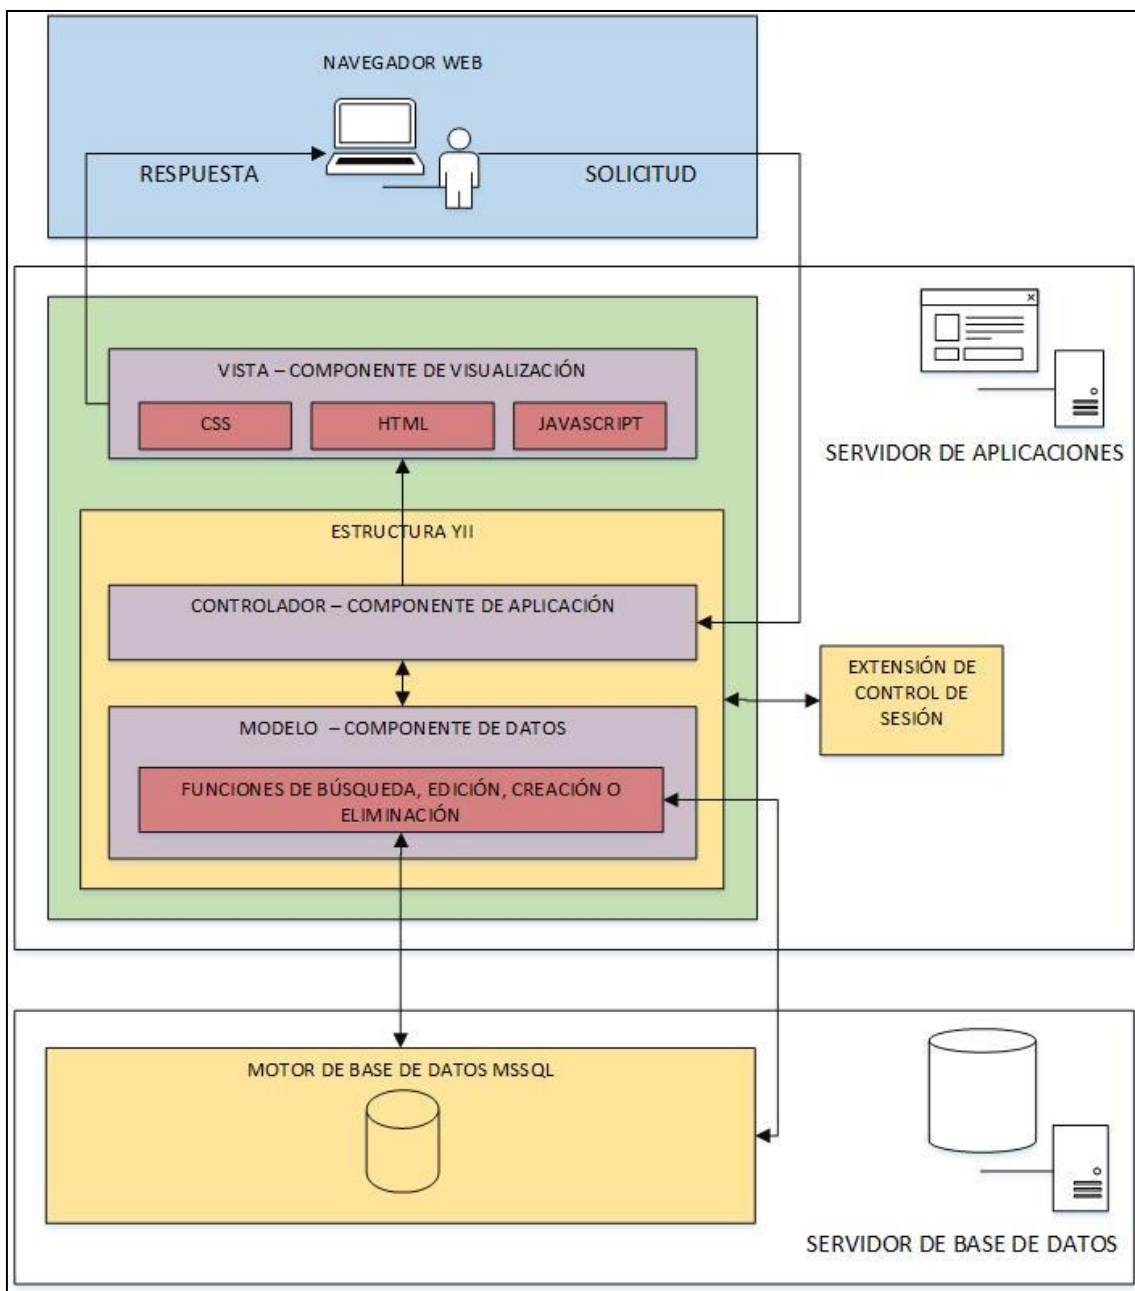 NAVEGADOR WEB
RESPUESTA
SOLICITUD
VISTA – COMPONENTE DE VISUALIZACIÓN
CSS
HTML
JAVASCRIPT
SERVIDOR DE APLICACIONES
ESTRUCTURA YII
CONTROLADOR – COMPONENTE DE APLICACIÓN
EXTENSIÓN DE
CONTROL DE
SESIÓN
MODELO – COMPONENTE DE DATOS
FUNCIONES DE BÚSQUEDA, EDICIÓN, CREACIÓN O
ELIMINACIÓN
MOTOR DE BASE DE DATOS MSSQL
SERVIDOR DE BASE DE DATOS